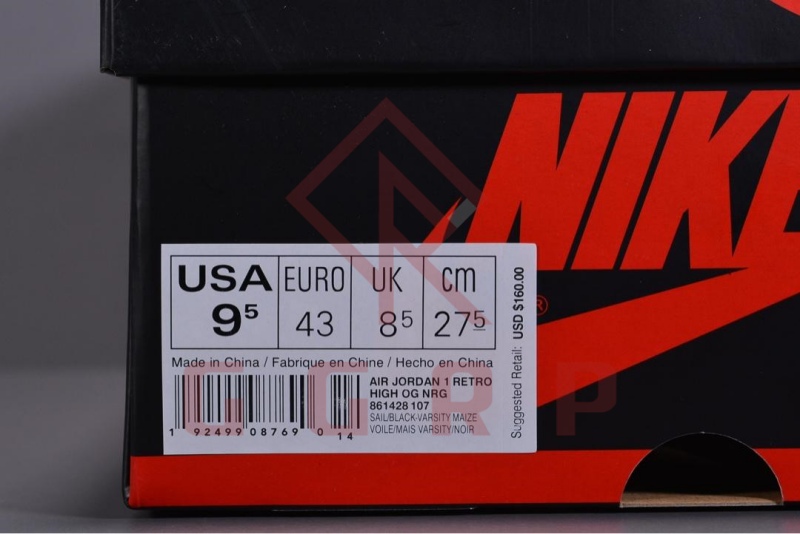 NIKE
®
USA EURO UK cm
9⁵ 43 8⁵ 27⁵
Made in China / Fabrique en Chine / Hecho en China
AIR JORDAN 1 RETRO
HIGH OG NRG
861428 107
SAIL/BLACK-VARSITY MAIZE
VOILE/MAIS VARSITY/NOIR
1 92499 08769 0 14
Suggested Retail: USD $160.00
GGRP